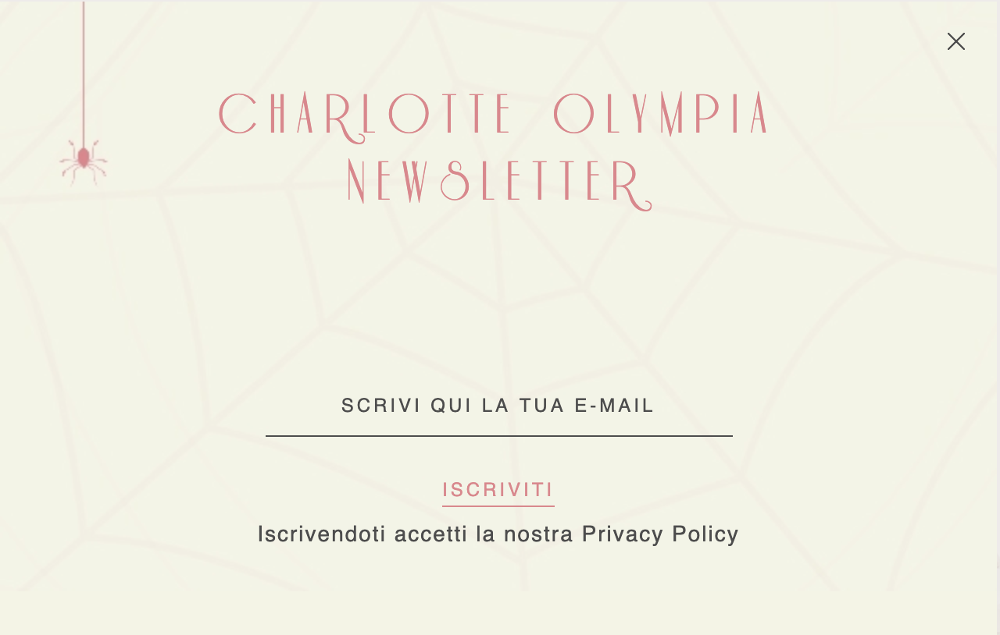 CHARLOTTE OLYMPIA
NEWSLETTER
SCRIVI QUI LA TUA E-MAIL
ISCRIVITI
Iscrivendoti accetti la nostra Privacy Policy